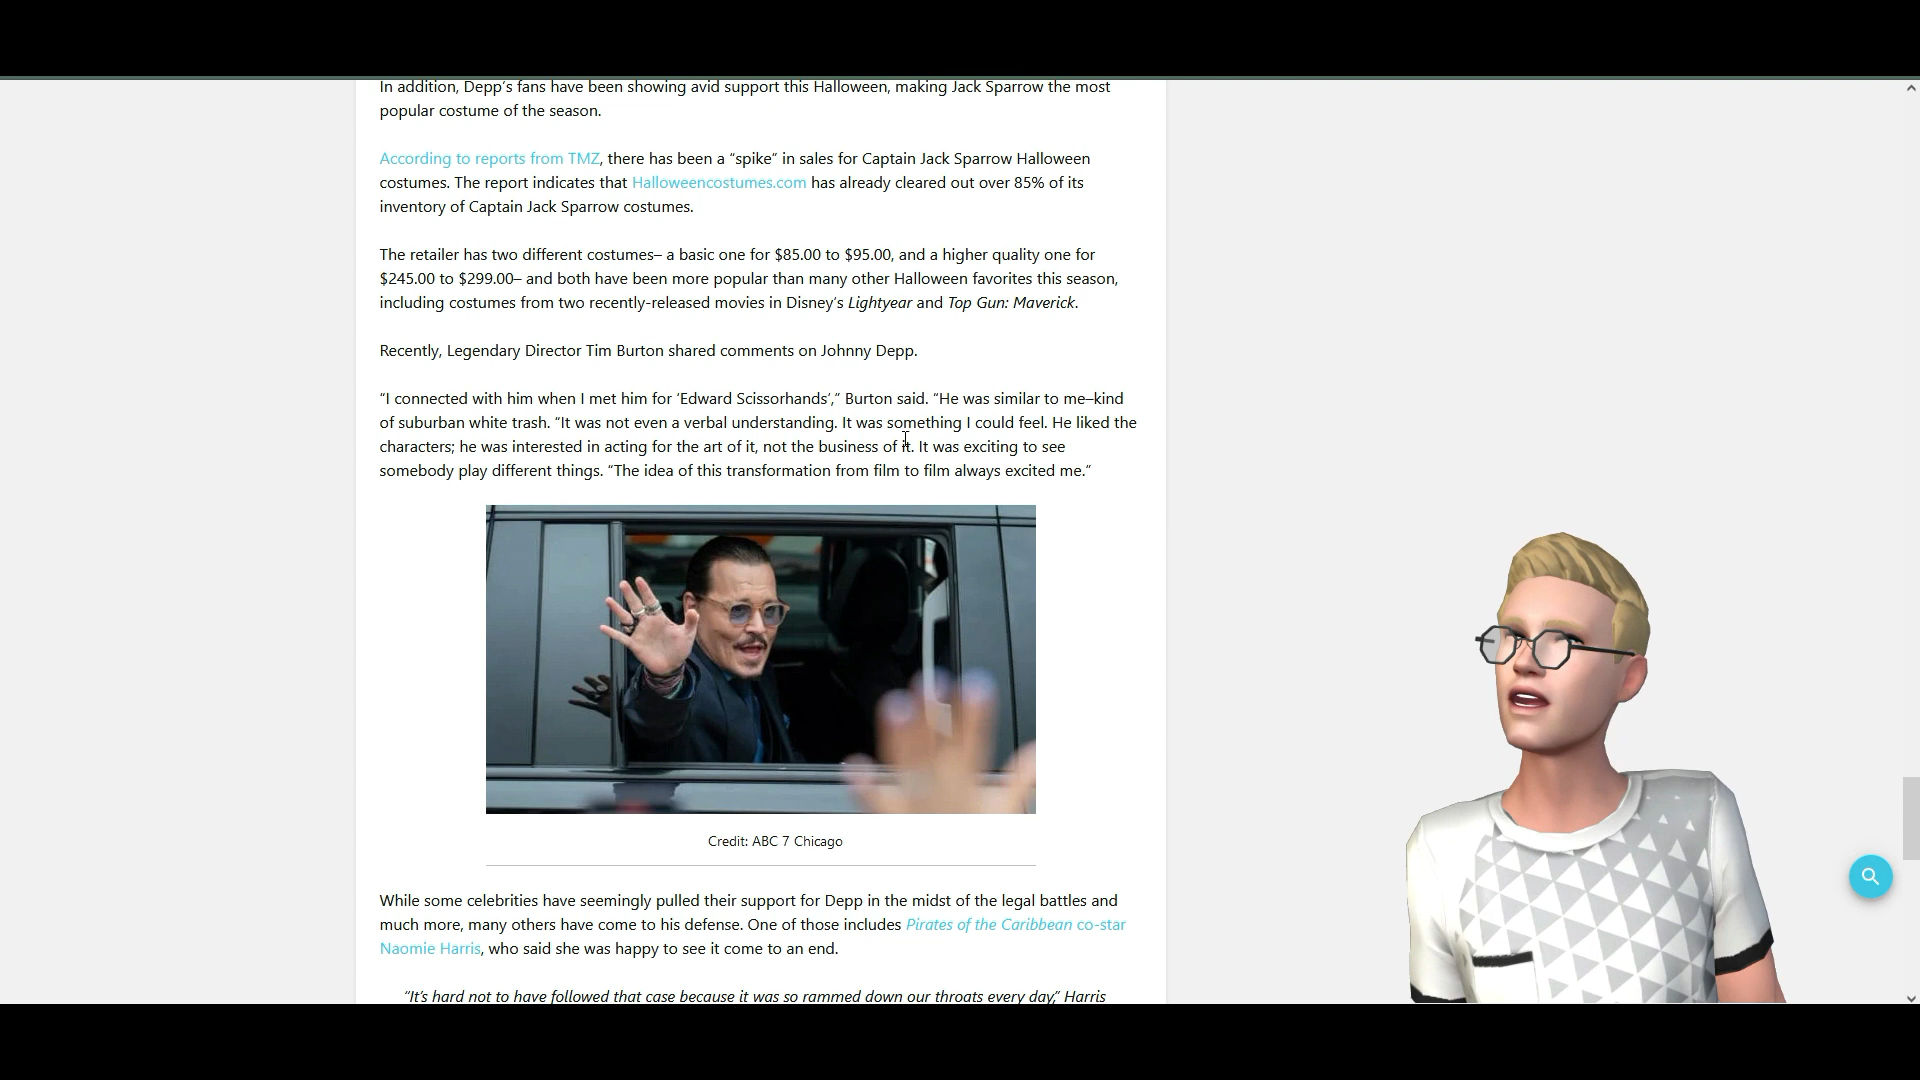 In addition, Depp’s fans have been showing avid support this Halloween, making Jack Sparrow the most
popular costume of the season.
According to reports from TMZ, there has been a “spike” in sales for Captain Jack Sparrow Halloween
costumes. The report indicates that Halloweencostumes.com has already cleared out over 85% of its
inventory of Captain Jack Sparrow costumes.
The retailer has two different costumes– a basic one for $85.00 to $95.00, and a higher quality one for
$245.00 to $299.00– and both have been more popular than many other Halloween favorites this season,
including costumes from two recently-released movies in Disney’s Lightyear and Top Gun: Maverick.
Recently, Legendary Director Tim Burton shared comments on Johnny Depp.
“I connected with him when I met him for ‘Edward Scissorhands’,” Burton said. “He was similar to me–kind
of suburban white trash. “It was not even a verbal understanding. It was something I could feel. He liked the
characters; he was interested in acting for the art of it, not the business of it. It was exciting to see
somebody play different things. “The idea of this transformation from film to film always excited me.”
Credit: ABC 7 Chicago
While some celebrities have seemingly pulled their support for Depp in the midst of the legal battles and
much more, many others have come to his defense. One of those includes Pirates of the Caribbean co-star
Naomie Harris, who said she was happy to see it come to an end.
“It’s hard not to have followed that case because it was so rammed down our throats every day,” Harris